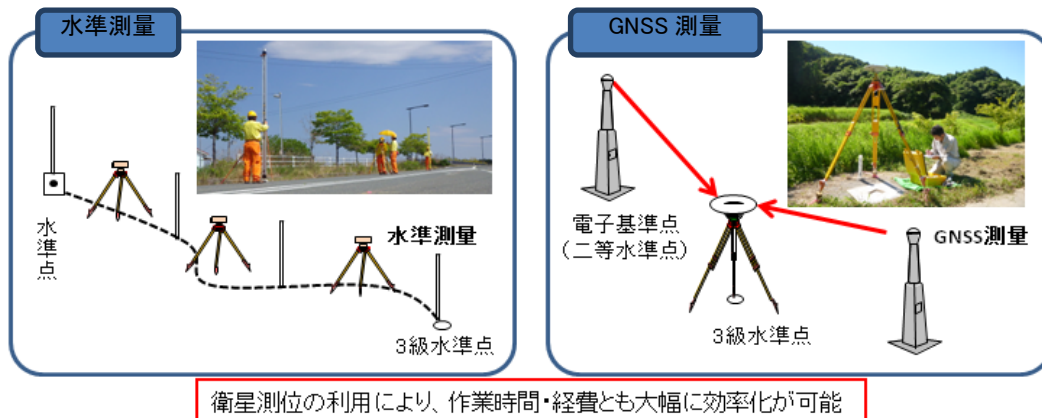 水準測量
水準点
水準測量
3級水準点
GNSS 測量
電子基準点
(二等水準点)
GNSS測量
3級水準点
衛星測位の利用により、作業時間・経費とも大幅に効率化が可能